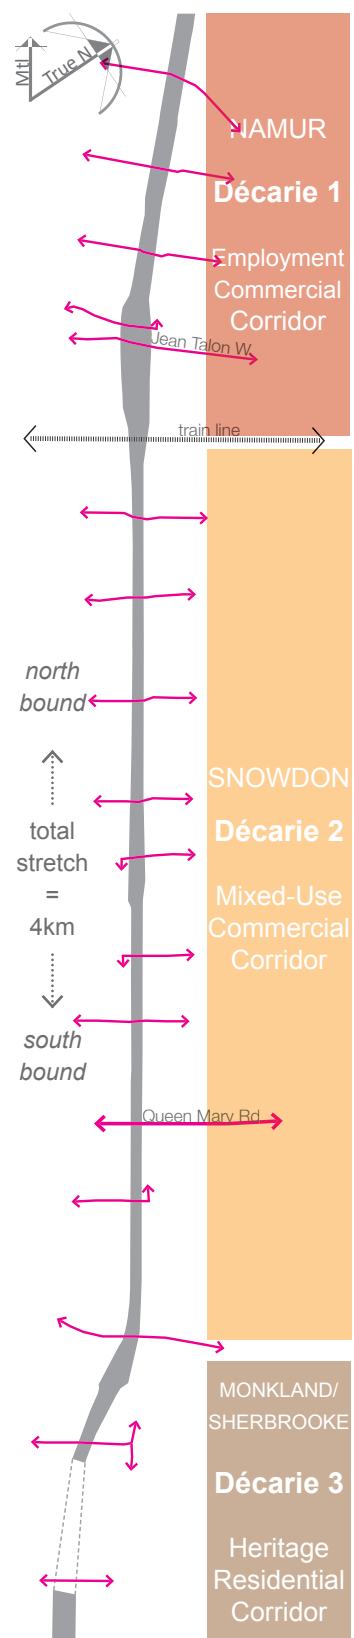 Mtl
True N
NAMUR
Décarie 1
Employment
Commercial
Corridor
Jean Talon W
train line
north
bound
total
stretch
=
4km
south
bound
SNOWDON
Décarie 2
Mixed-Use
Commercial
Corridor
Queen Mary Rd
MONKLAND/
SHERBROOKE
Décarie 3
Heritage
Residential
Corridor